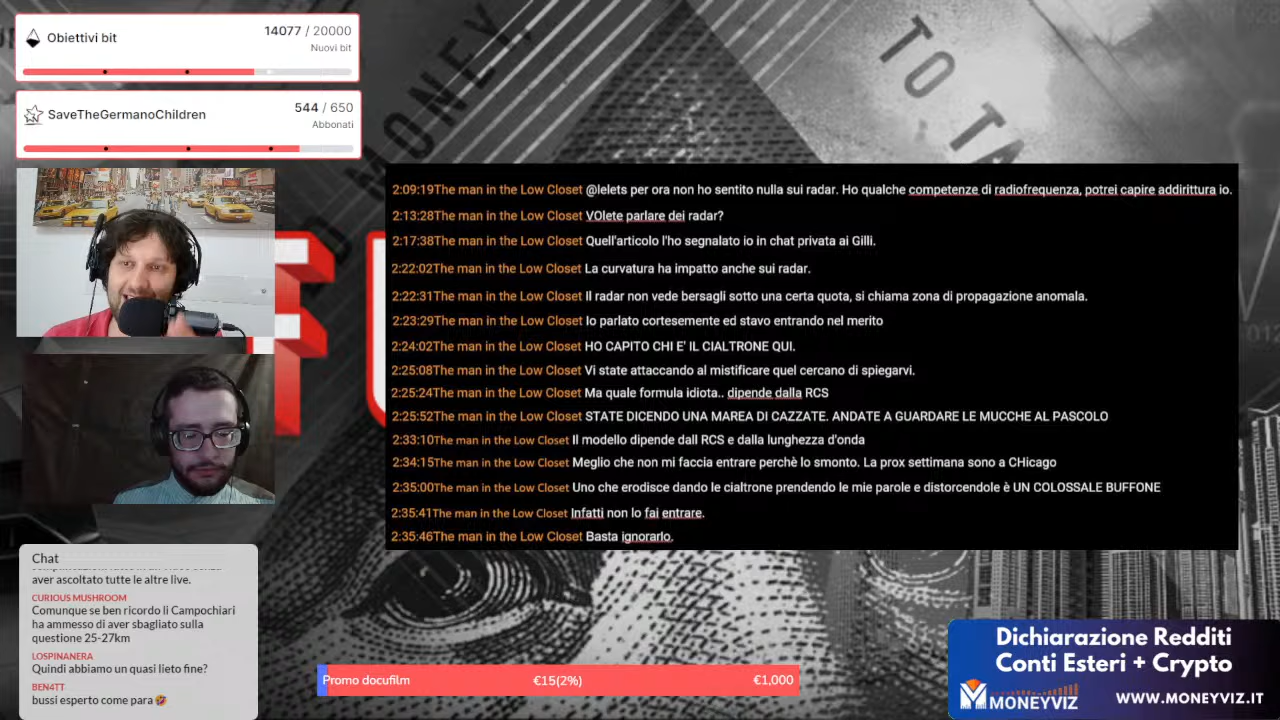 Obiettivi bit
14077 / 20000
Nuovi bit
SaveTheGermanoChildren
544 / 650
Abbonati
MONEY,
TO TA
2:09:19The man in the Low Closet @lelets per ora non ho sentito nulla sui radar. Ho qualche competenze di radiofrequenza, potrei capire addirittura io.
2:13:28The man in the Low Closet VOlete parlare dei radar?
2:17:38The man in the Low Closet Quell'articolo l'ho segnalato io in chat privata ai Gilli.
2:22:02The man in the Low Closet La curvatura ha impatto anche sui radar.
2:22:31The man in the Low Closet Il radar non vede bersagli sotto una certa quota, si chiama zona di propagazione anomala.
2:23:29The man in the Low Closet Io parlato cortesemente ed stavo entrando nel merito
2:24:02The man in the Low Closet HO CAPITO CHI E' IL CIALTRONE QUI.
2:25:08The man in the Low Closet Vi state attaccando al mistificare quel cercano di spiegarvi.
2:25:24The man in the Low Closet Ma quale formula idiota.. dipende dalla RCS
2:25:52The man in the Low Closet STATE DICENDO UNA MAREA DI CAZZATE. ANDATE A GUARDARE LE MUCCHE AL PASCOLO
2:33:10The man in the Low Closet Il modello dipende dall RCS e dalla lunghezza d'onda
2:34:15The man in the Low Closet Meglio che non mi faccia entrare perchè lo smonto. La prox settimana sono a CHicago
2:35:00The man in the Low Closet Uno che erodisce dando le cialtrone prendendo le mie parole e distorcendole è UN COLOSSALE BUFFONE
2:35:41The man in the Low Closet Infatti non lo fai entrare.
2:35:46The man in the Low Closet Basta ignorarlo.
Chat
aver ascoltato tutte le altre live.
CURIOUS MUSHROOM
Comunque se ben ricordo li Campochiari
ha ammesso di aver sbagliato sulla
questione 25-27km
LOSPINANERA
Quindi abbiamo un quasi lieto fine?
BEN4TT
bussi esperto come para 🤣
Promo docufilm
€15(2%)
€1,000
Dichiarazione Redditi
Conti Esteri + Crypto
MONEYVIZ
WWW.MONEYVIZ.IT